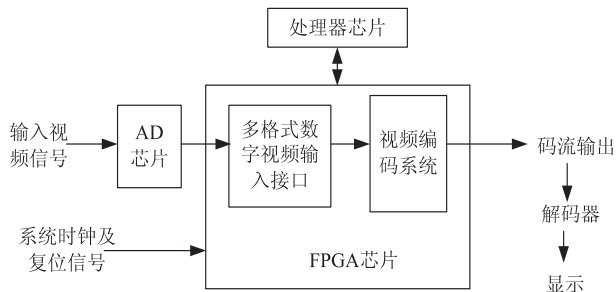 处理器芯片
输入视
频信号
AD
芯片
多格式数
字视频输
入接口
视频编
码系统
码流输出
解码器
显示
系统时钟及
复位信号
FPGA芯片